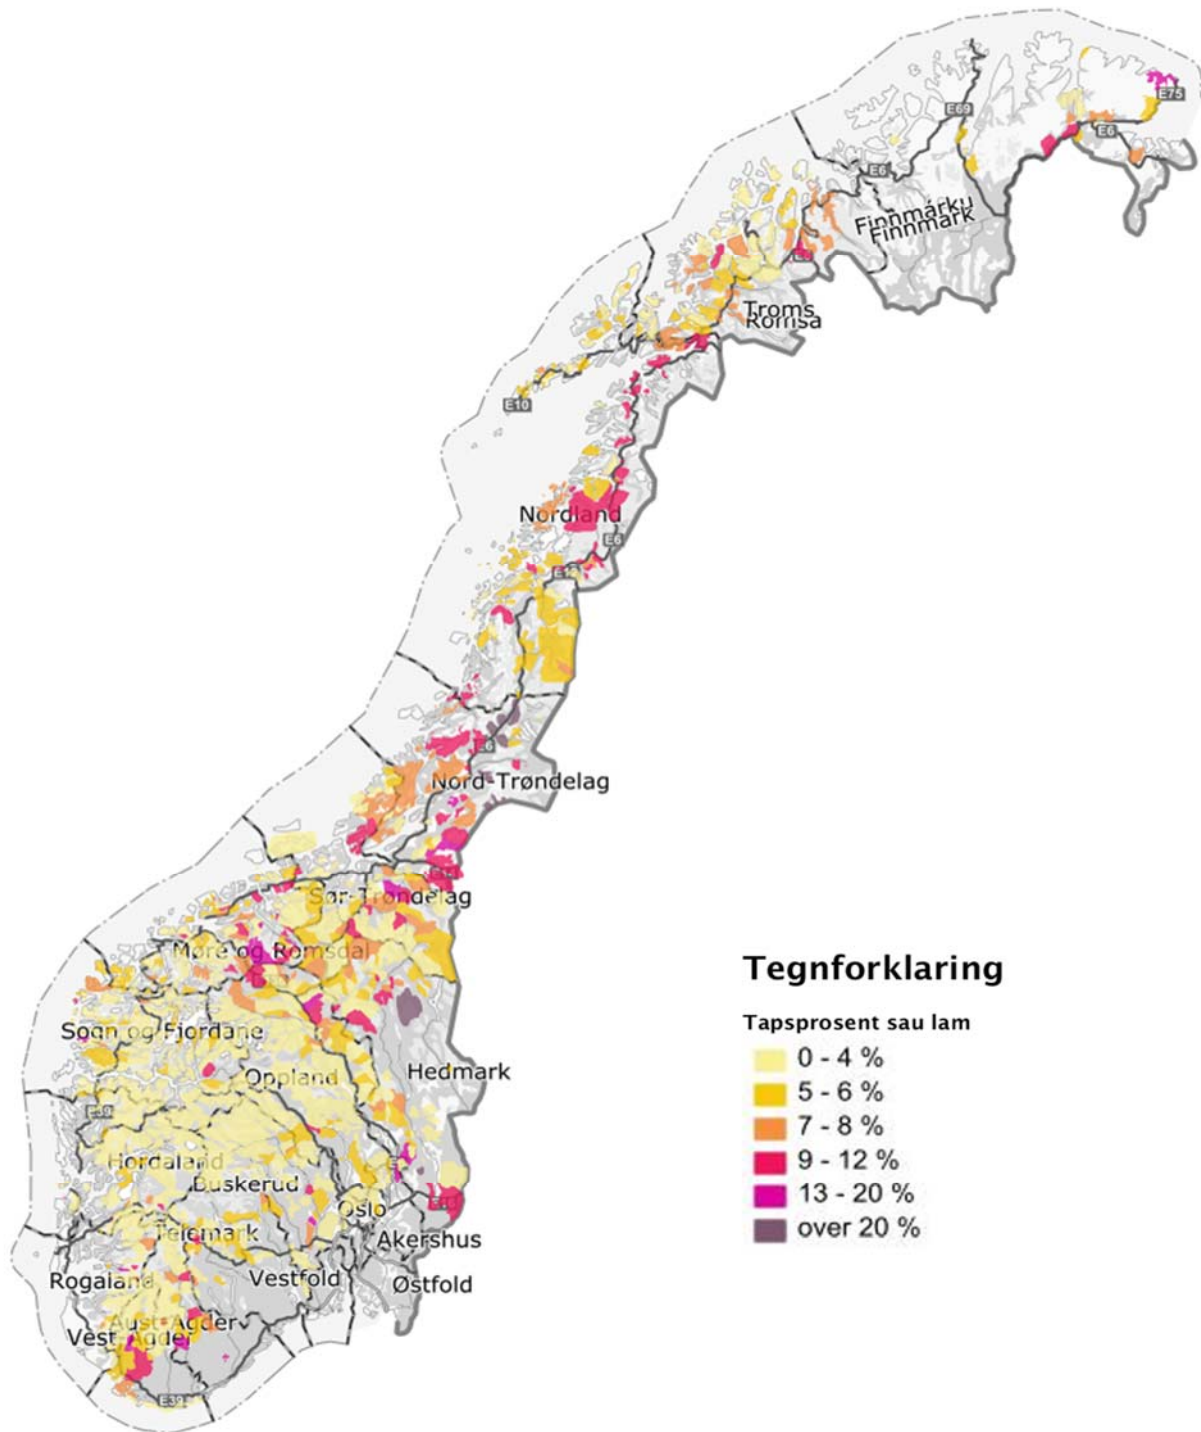 E75
E69
E6
E6
Finnmárku
Finnmark
Troms
Romsa
E10
Nordland
E6
E6
Nord-Trøndelag
Sør-Trøndelag
Møre og Romsdal
Sogn og Fjordane
Oppland
Hedmark
E39
Hordaland
Buskerud
Oslo
Telemark
Akershus
Rogaland
Vestfold
Østfold
Aust-Agder
Vest-Agder
E39
Tegnforklaring
Tapsprosent sau lam
0 - 4 %
5 - 6 %
7 - 8 %
9 - 12 %
13 - 20 %
over 20 %